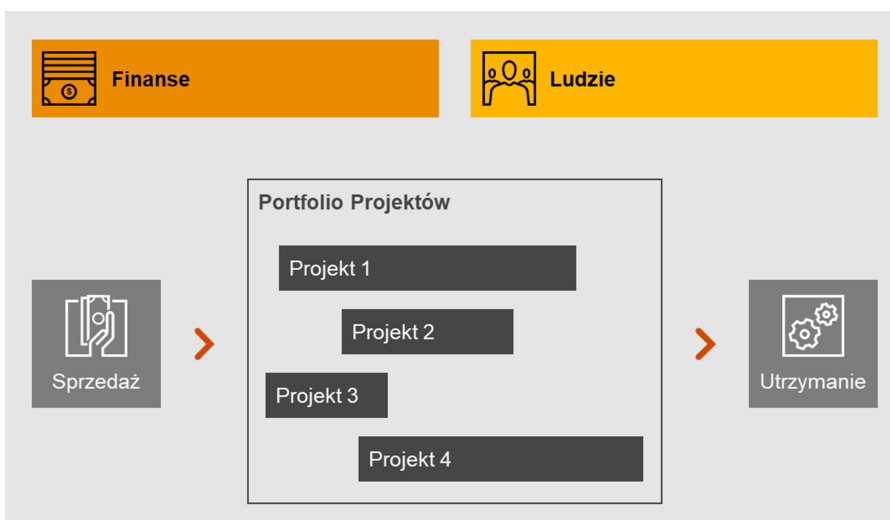 Finanse
Ludzie
Portfolio Projektów
Projekt 1
Projekt 2
Projekt 3
Projekt 4
Sprzedaż
Utrzymanie